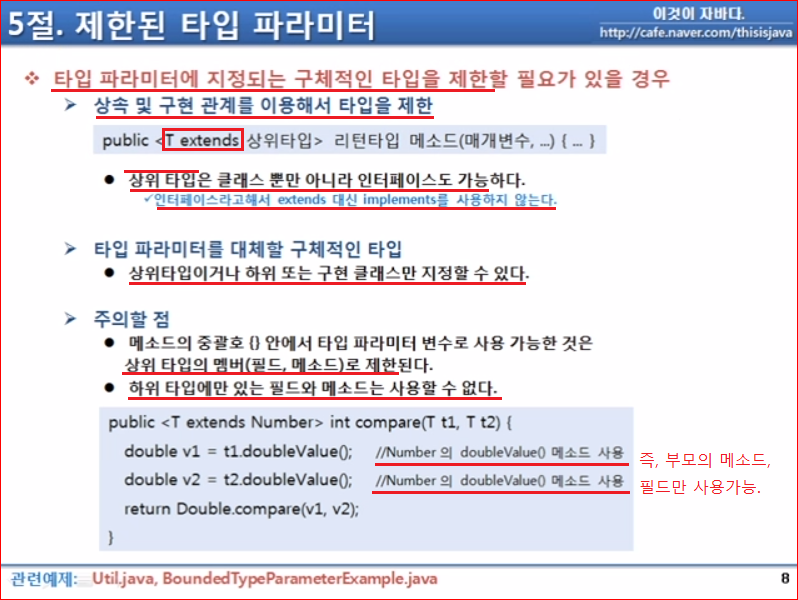 5절. 제한된 타입 파라미터
이것이 자바다.
http://cafe.naver.com/thisisjava
타입 파라미터에 지정되는 구체적인 타입을 제한할 필요가 있을 경우
상속 및 구현 관계를 이용해서 타입을 제한
public <T extends 상위타입> 리턴타입 메소드(매개변수, ...) { ... }
상위 타입은 클래스 뿐만 아니라 인터페이스도 가능하다.
인터페이스라고해서 extends 대신 implements를 사용하지 않는다.
타입 파라미터를 대체할 구체적인 타입
상위타입이거나 하위 또는 구현 클래스만 지정할 수 있다.
주의할 점
메소드의 중괄호 {} 안에서 타입 파라미터 변수로 사용 가능한 것은
상위 타입의 멤버(필드, 메소드)로 제한된다.
하위 타입에만 있는 필드와 메소드는 사용할 수 없다.
public <T extends Number> int compare(T t1, T t2) {
double v1 = t1.doubleValue(); //Number 의 doubleValue() 메소드 사용
double v2 = t2.doubleValue(); //Number 의 doubleValue() 메소드 사용
return Double.compare(v1, v2);
}
즉, 부모의 메소드,
필드만 사용가능.
관련예제: Util.java, BoundedTypeParameterExample.java
8